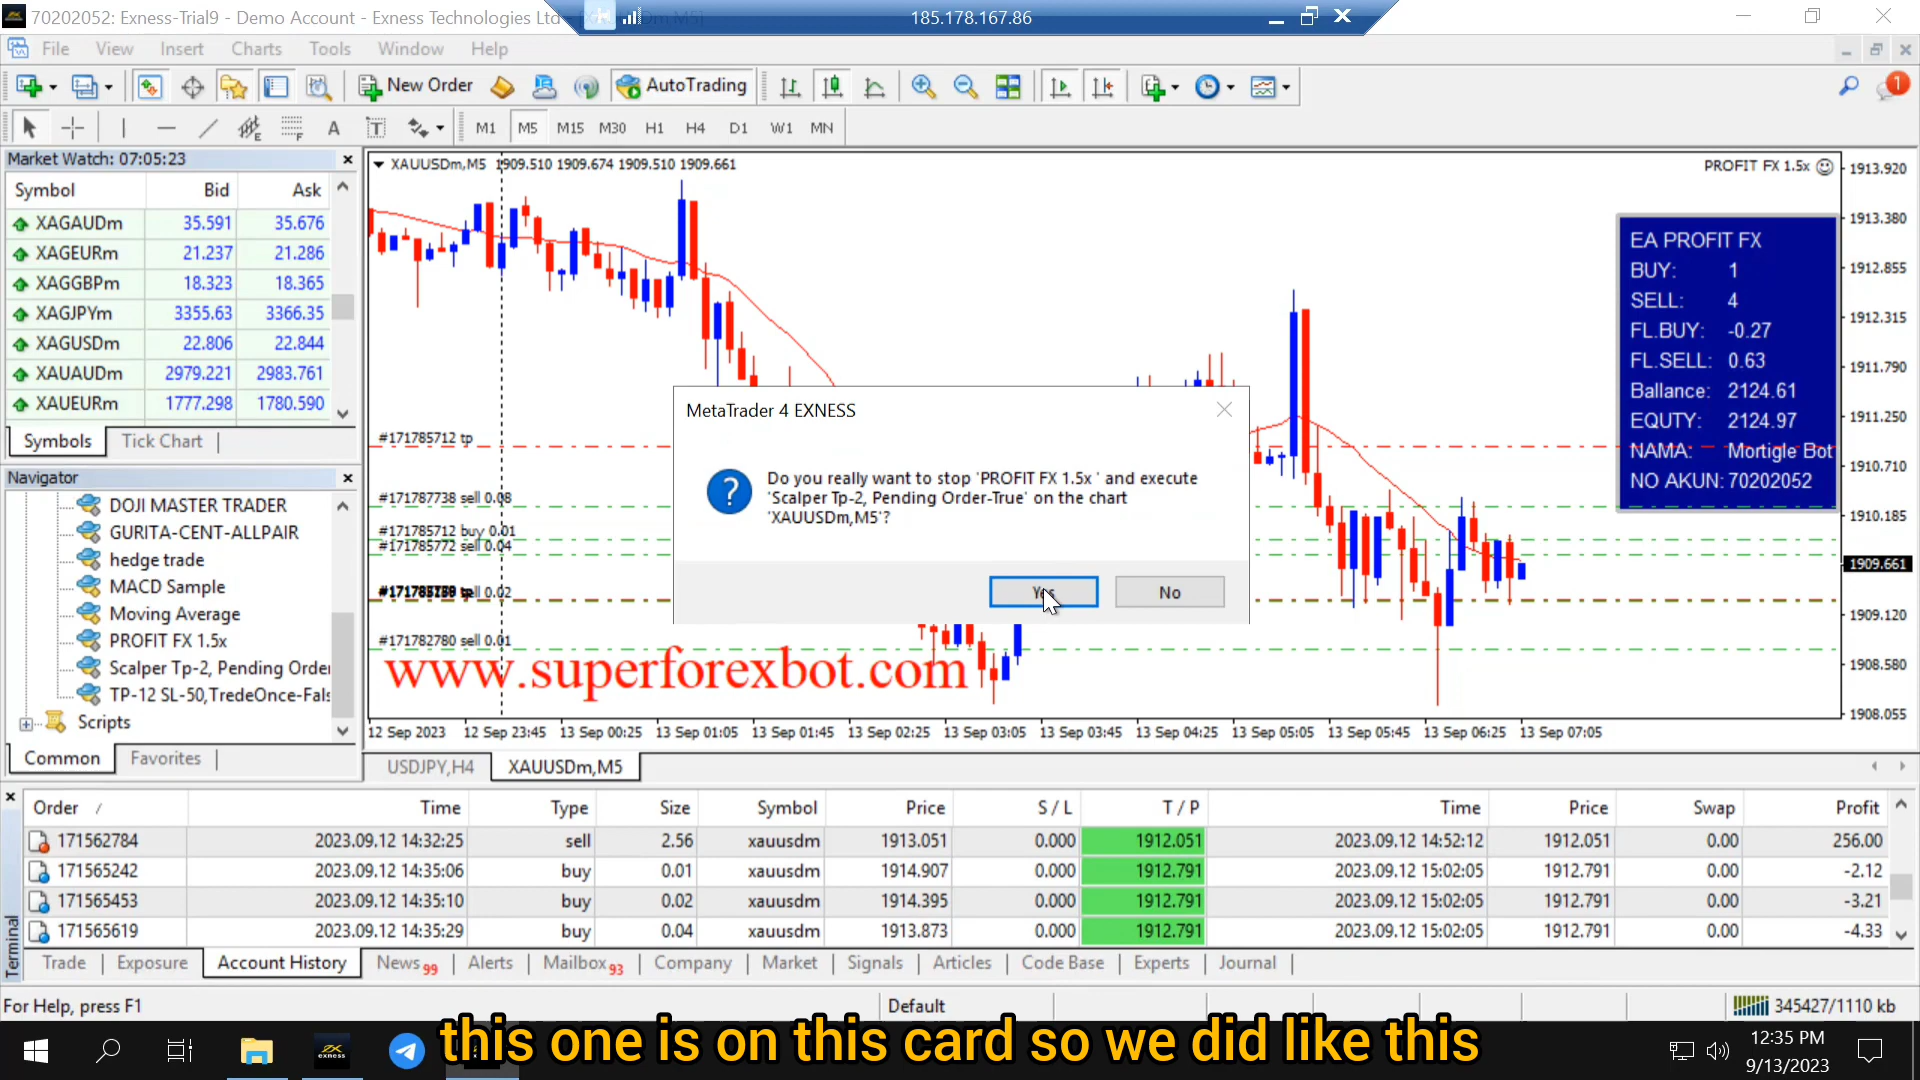 70202052: Exness-Trial9 - Demo Account - Exness Technologies Ltd
185.178.167.86
File View Insert Charts Tools Window Help
New Order AutoTrading 1
A T M1 M5 M15 M30 H1 H4 D1 W1 MN
Market Watch: 07:05:23
Symbol Bid Ask
XAGAUDm 35.591 35.676
XAGEURm 21.237 21.286
XAGGBPm 18.323 18.365
XAGJPYm 3355.63 3366.35
XAGUSDm 22.806 22.844
XAUAUDm 2979.221 2983.761
XAUEURm 1777.298 1780.590
Symbols Tick Chart
Navigator
DOJI MASTER TRADER
GURITA-CENT-ALLPAIR
hedge trade
MACD Sample
Moving Average
PROFIT FX 1.5x
Scalper Tp-2, Pending Order
TP-12 SL-50,TredeOnce-Fals
Scripts
Common Favorites
XAUUSDm,M5 1909.510 1909.674 1909.510 1909.661
PROFIT FX 1.5x
EA PROFIT FX
BUY: 1
SELL: 4
FL.BUY: -0.27
FL.SELL: 0.63
Ballance: 2124.61
EQUTY: 2124.97
NAMA: Mortigle Bot
NO AKUN: 70202052
1913.920
1913.380
1912.855
1912.315
1911.790
1911.250
1910.710
1910.185
1909.661
1909.120
1908.580
1908.055
#171785712 tp
#171787738 sell 0.08
#171785712 buy 0.01
#171785772 sell 0.04
sell 0.02
#171782780 sell 0.01
www.superforexbot.com
MetaTrader 4 EXNESS
Do you really want to stop 'PROFIT FX 1.5x ' and execute
'Scalper Tp-2, Pending Order-True' on the chart
'XAUUSDm,M5'?
Yes No
12 Sep 2023 12 Sep 23:45 13 Sep 00:25 13 Sep 01:05 13 Sep 01:45 13 Sep 02:25 13 Sep 03:05 13 Sep 03:45 13 Sep 04:25 13 Sep 05:05 13 Sep 05:45 13 Sep 06:25 13 Sep 07:05
USDJPY,H4 XAUUSDm,M5
Order / Time Type Size Symbol Price S / L T / P Time Price Swap Profit
171562784 2023.09.12 14:32:25 sell 2.56 xauusdm 1913.051 0.000 1912.051 2023.09.12 14:52:12 1912.051 0.00 256.00
171565242 2023.09.12 14:35:06 buy 0.01 xauusdm 1914.907 0.000 1912.791 2023.09.12 15:02:05 1912.791 0.00 -2.12
171565453 2023.09.12 14:35:10 buy 0.02 xauusdm 1914.395 0.000 1912.791 2023.09.12 15:02:05 1912.791 0.00 -3.21
171565619 2023.09.12 14:35:29 buy 0.04 xauusdm 1913.873 0.000 1912.791 2023.09.12 15:02:05 1912.791 0.00 -4.33
Terminal
Trade Exposure Account History News 99 Alerts Mailbox 93 Company Market Signals Articles Code Base Experts Journal
For Help, press F1 Default 345427/1110 kb
this one is on this card so we did like this
exness
12:35 PM
9/13/2023